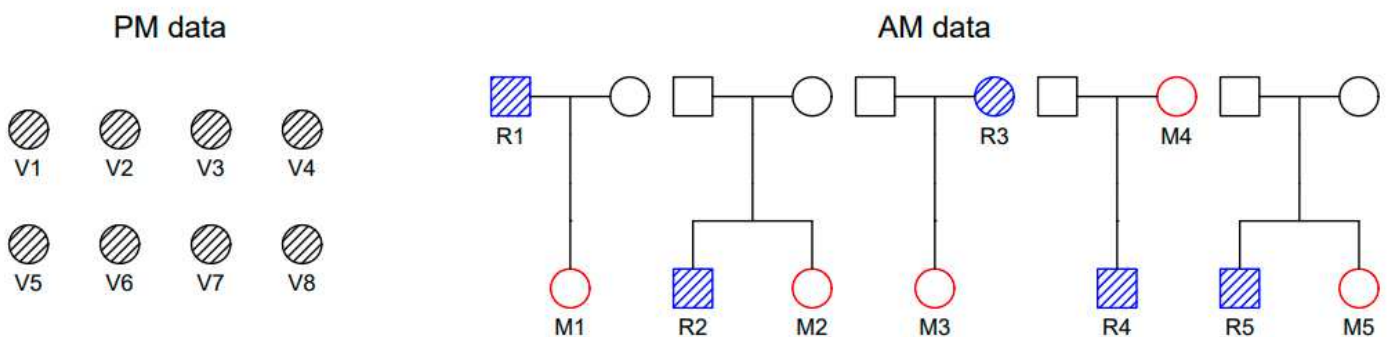 PM data
AM data
V1 V2 V3 V4
V5 V6 V7 V8
R1 R3 M4
M1 R2 M2 M3 R4 R5 M5